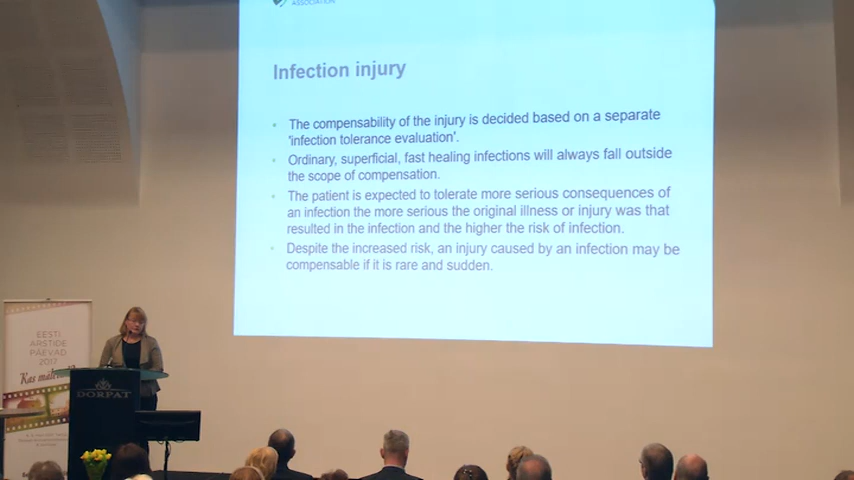 ASSOCIATION
Infection injury
• The compensability of the injury is decided based on a separate
'infection tolerance evaluation'.
• Ordinary, superficial, fast healing infections will always fall outside
the scope of compensation.
• The patient is expected to tolerate more serious consequences of
an infection the more serious the original illness or injury was that
resulted in the infection and the higher the risk of infection.
• Despite the increased risk, an injury caused by an infection may be
compensable if it is rare and sudden.
EESTI
ARSTIDE
PÄEVAD
2017
Kas
DORPAT